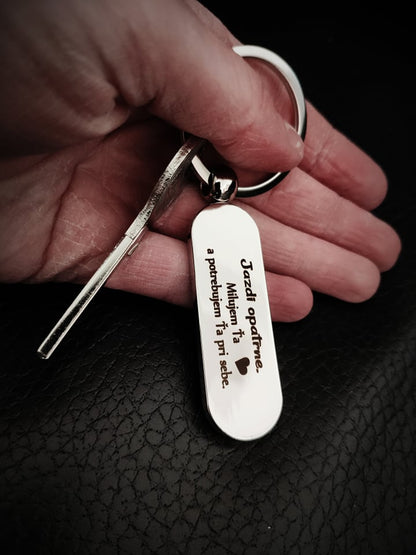 Jazdi opatrne.
Milujem Ťa
a potrebujem Ťa pri sebe.